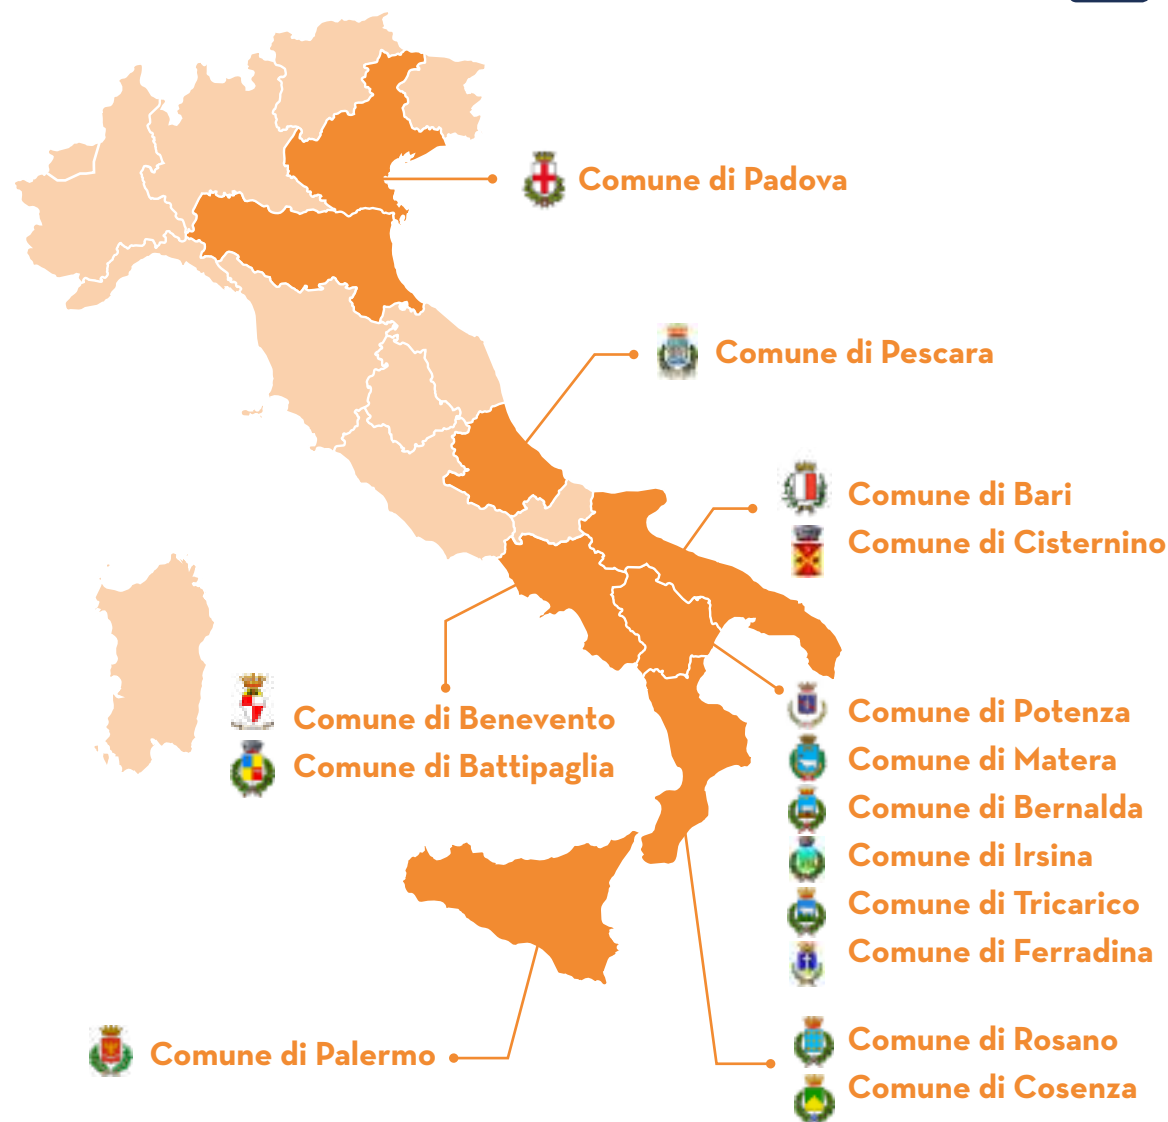 Comune di Padova
Comune di Pescara
Comune di Bari
Comune di Cisternino
Comune di Benevento
Comune di Battipaglia
Comune di Potenza
Comune di Matera
Comune di Bernalda
Comune di Irsina
Comune di Tricarico
Comune di Ferradina
Comune di Palermo
Comune di Rosano
Comune di Cosenza